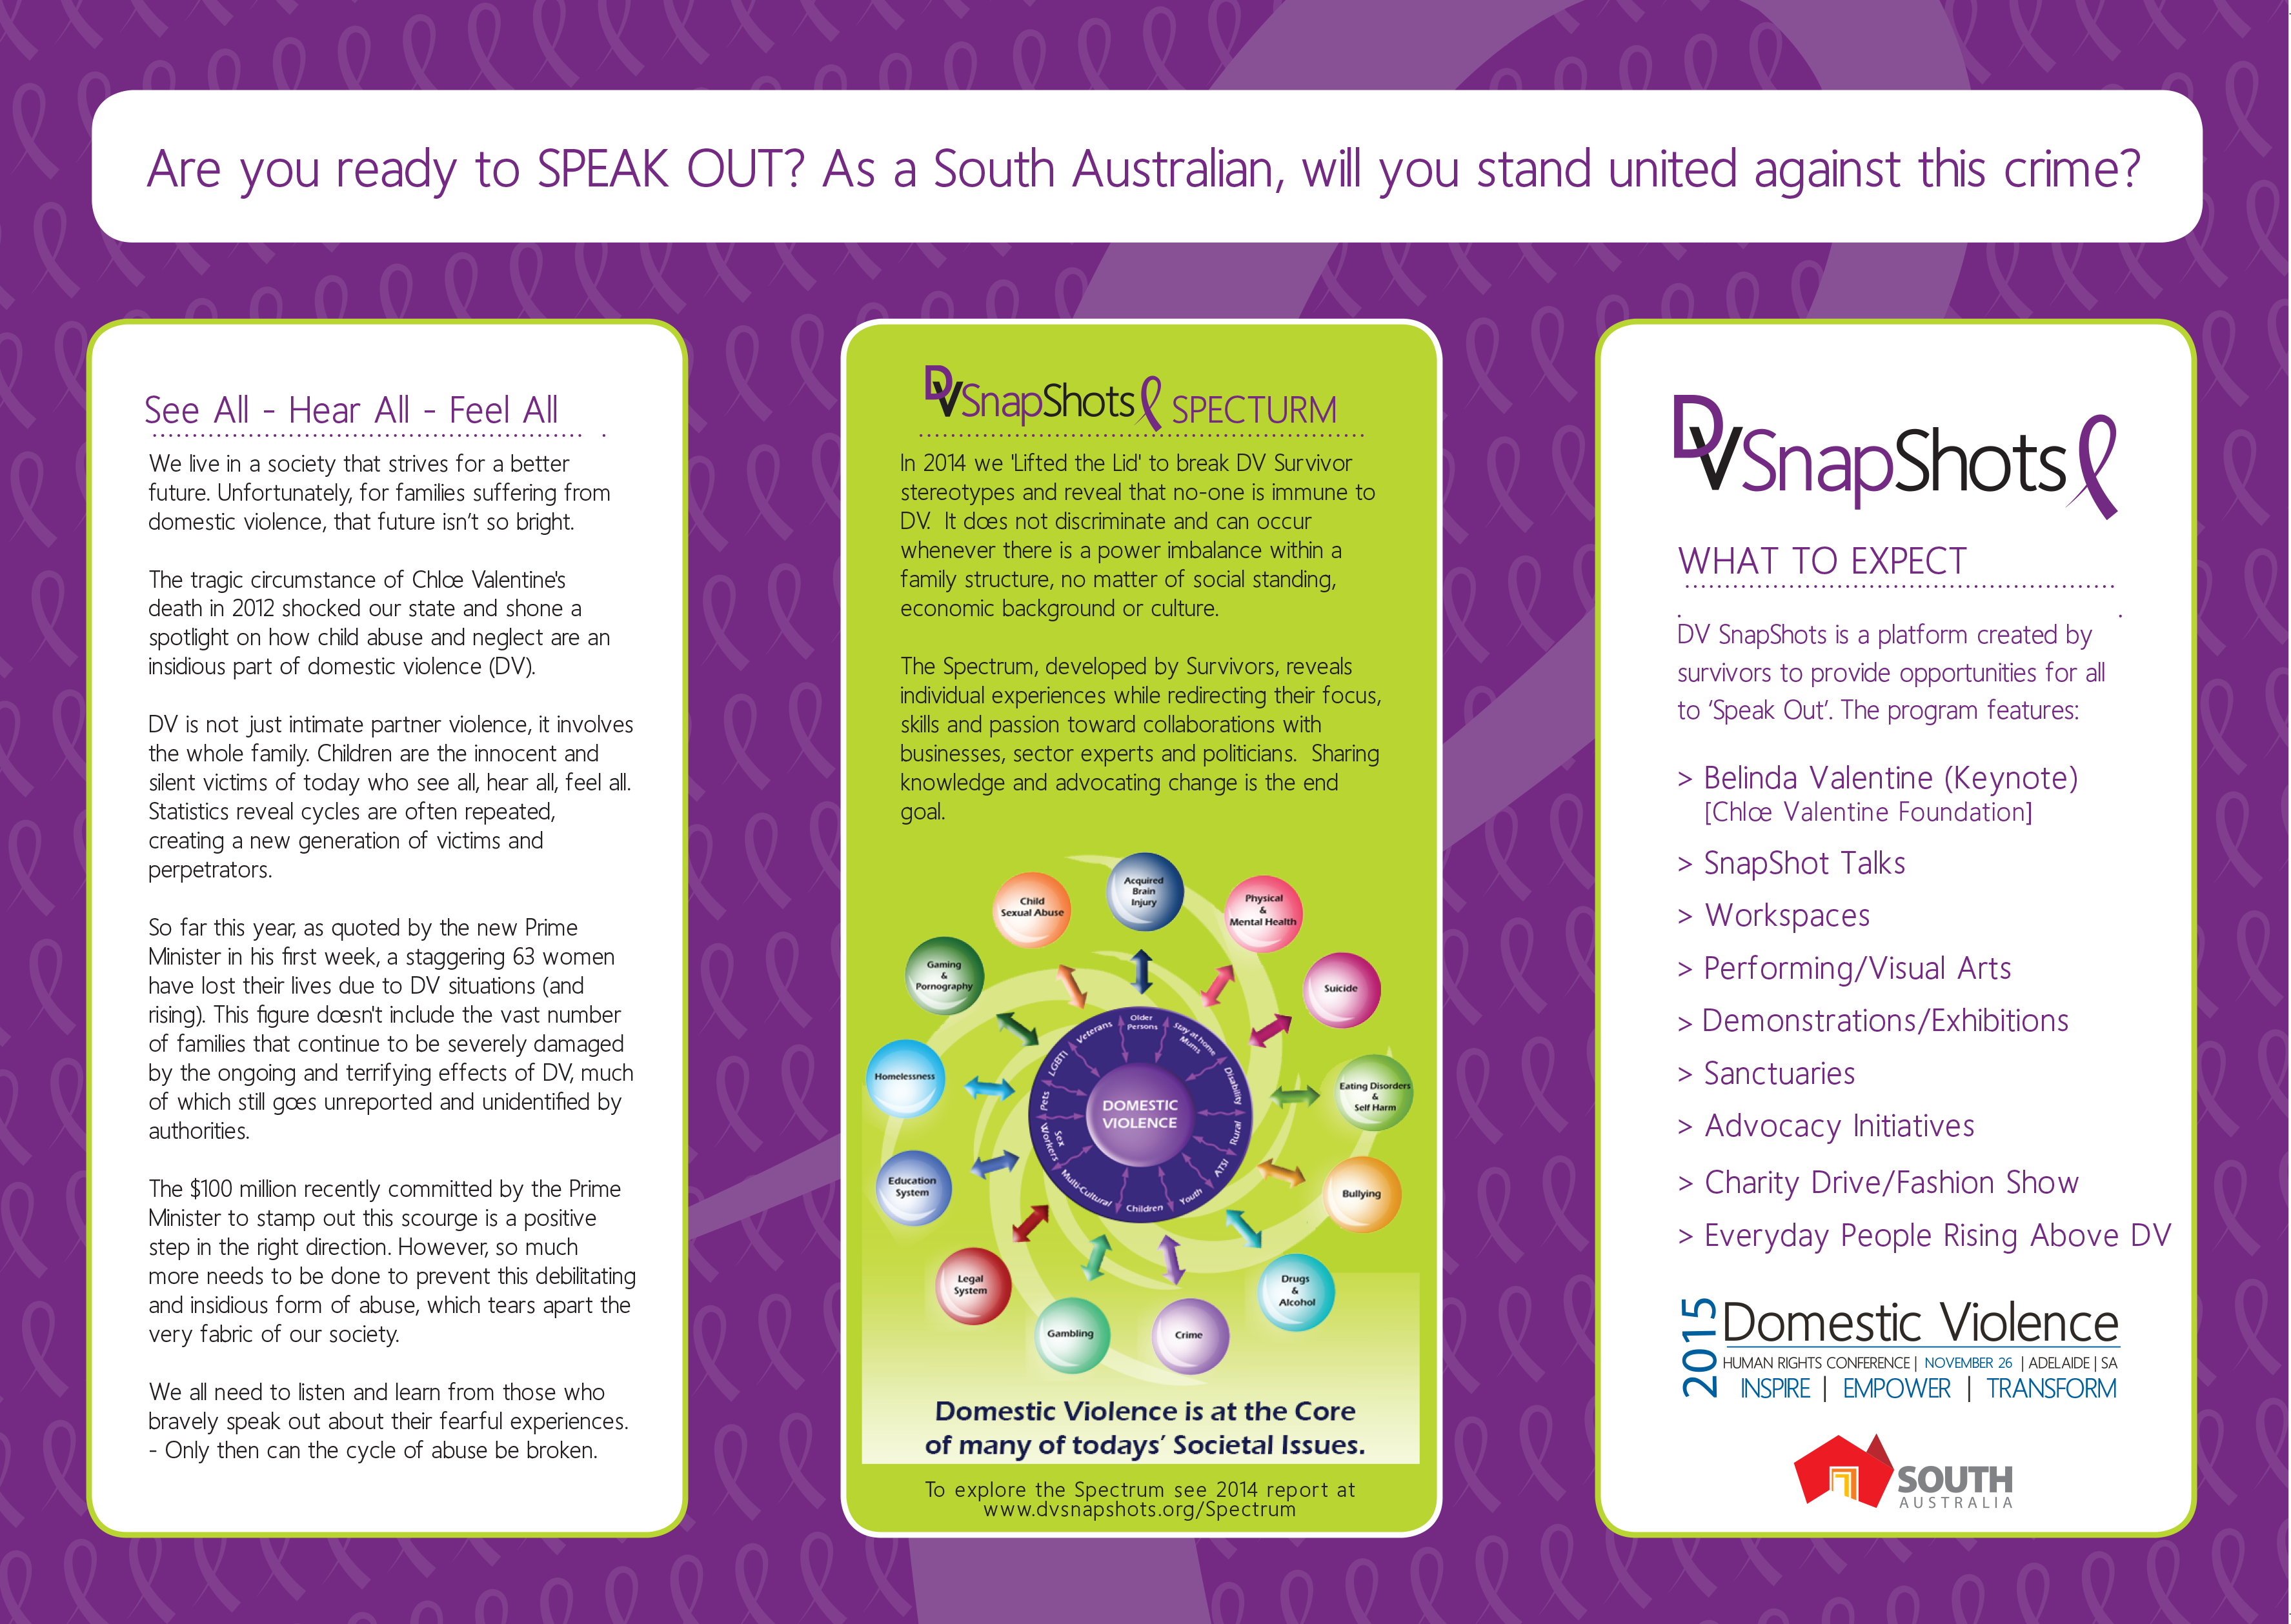 Are you ready to SPEAK OUT? As a South Australian, will you stand united against this crime?
See All - Hear All - Feel All
We live in a society that strives for a better
future. Unfortunately, for families suffering from
domestic violence, that future isn’t so bright.
The tragic circumstance of Chlœ Valentine's
death in 2012 shocked our state and shone a
spotlight on how child abuse and neglect are an
insidious part of domestic violence (DV).
DV is not just intimate partner violence, it involves
the whole family. Children are the innocent and
silent victims of today who see all, hear all, feel all.
Statistics reveal cycles are often repeated,
creating a new generation of victims and
perpetrators.
So far this year, as quoted by the new Prime
Minister in his first week, a staggering 63 women
have lost their lives due to DV situations (and
rising). This figure dœsn't include the vast number
of families that continue to be severely damaged
by the ongoing and terrifying effects of DV, much
of which still gœs unreported and unidentified by
authorities.
The $100 million recently committed by the Prime
Minister to stamp out this scourge is a positive
step in the right direction. However, so much
more needs to be done to prevent this debilitating
and insidious form of abuse, which tears apart the
very fabric of our society.
We all need to listen and learn from those who
bravely speak out about their fearful experiences.
- Only then can the cycle of abuse be broken.
DVSnapShots SPECTURM
In 2014 we 'Lifted the Lid' to break DV Survivor
stereotypes and reveal that no-one is immune to
DV. It dœs not discriminate and can occur
whenever there is a power imbalance within a
family structure, no matter of social standing,
economic background or culture.
The Spectrum, developed by Survivors, reveals
individual experiences while redirecting their focus,
skills and passion toward collaborations with
businesses, sector experts and politicians. Sharing
knowledge and advocating change is the end
goal.
Acquired
Brain
Injury
Physical
&
Mental Health
Suicide
Eating Disorders
&
Self Harm
Bullying
Drugs
&
Alcohol
Crime
Gambling
Legal
System
Education
System
Homelessness
Gaming
&
Pornography
Child
Sexual Abuse
Older
Persons
Stay at home
Mums
Disability
Rural
ATSI
Youth
Children
Multi-Cultural
Sex
Workers
Pets
LGBTI
Veterans
DOMESTIC
VIOLENCE
Domestic Violence is at the Core
of many of todays’ Societal Issues.
To explore the Spectrum see 2014 report at
www.dvsnapshots.org/Spectrum
DVSnapShots
WHAT TO EXPECT
DV SnapShots is a platform created by
survivors to provide opportunities for all
to ‘Speak Out’. The program features:
> Belinda Valentine (Keynote)
[Chlœ Valentine Foundation]
> SnapShot Talks
> Workspaces
> Performing/Visual Arts
> Demonstrations/Exhibitions
> Sanctuaries
> Advocacy Initiatives
> Charity Drive/Fashion Show
> Everyday People Rising Above DV
2015
Domestic Violence
HUMAN RIGHTS CONFERENCE | NOVEMBER 26 | ADELAIDE | SA
INSPIRE | EMPOWER | TRANSFORM
SOUTH
AUSTRALIA